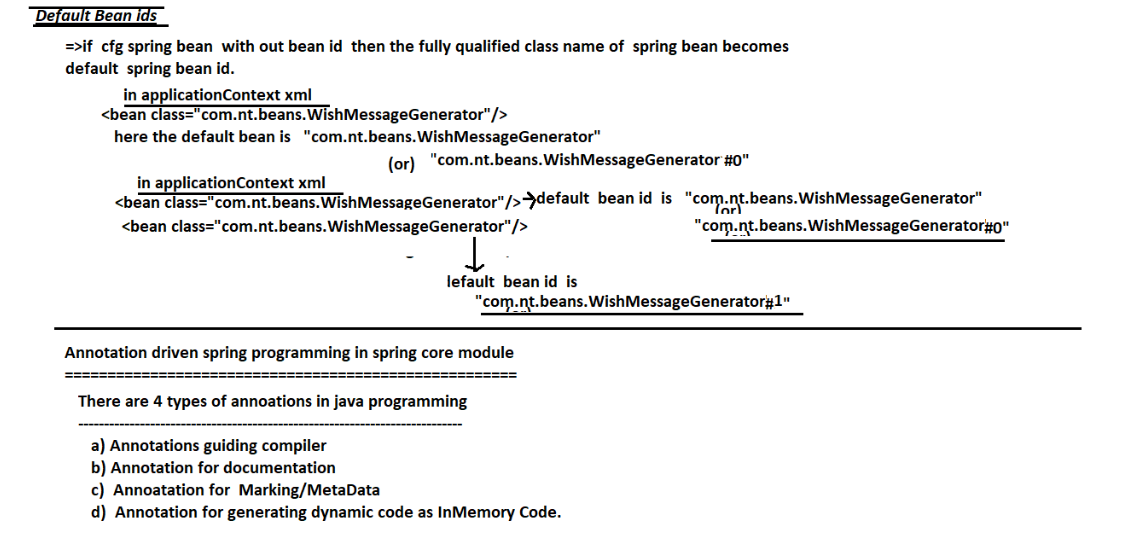 Default Bean ids
=>if cfg spring bean with out bean id then the fully qualified class name of spring bean becomes
default spring bean id.
in applicationContext xml
<bean class="com.nt.beans.WishMessageGenerator"/>
here the default bean is "com.nt.beans.WishMessageGenerator"
(or) "com.nt.beans.WishMessageGenerator #0"
in applicationContext xml
<bean class="com.nt.beans.WishMessageGenerator"/>→default bean id is "com.nt.beans.WishMessageGenerator"
(or)
<bean class="com.nt.beans.WishMessageGenerator"/> "com.nt.beans.WishMessageGenerator#0"
lefault bean id is
"com.nt.beans.WishMessageGenerator#1"
Annotation driven spring programming in spring core module
=====================================================
There are 4 types of annoations in java programming
----------------------------------------------------------------------------
a) Annotations guiding compiler
b) Annotation for documentation
c) Annoatation for Marking/MetaData
d) Annotation for generating dynamic code as InMemory Code.